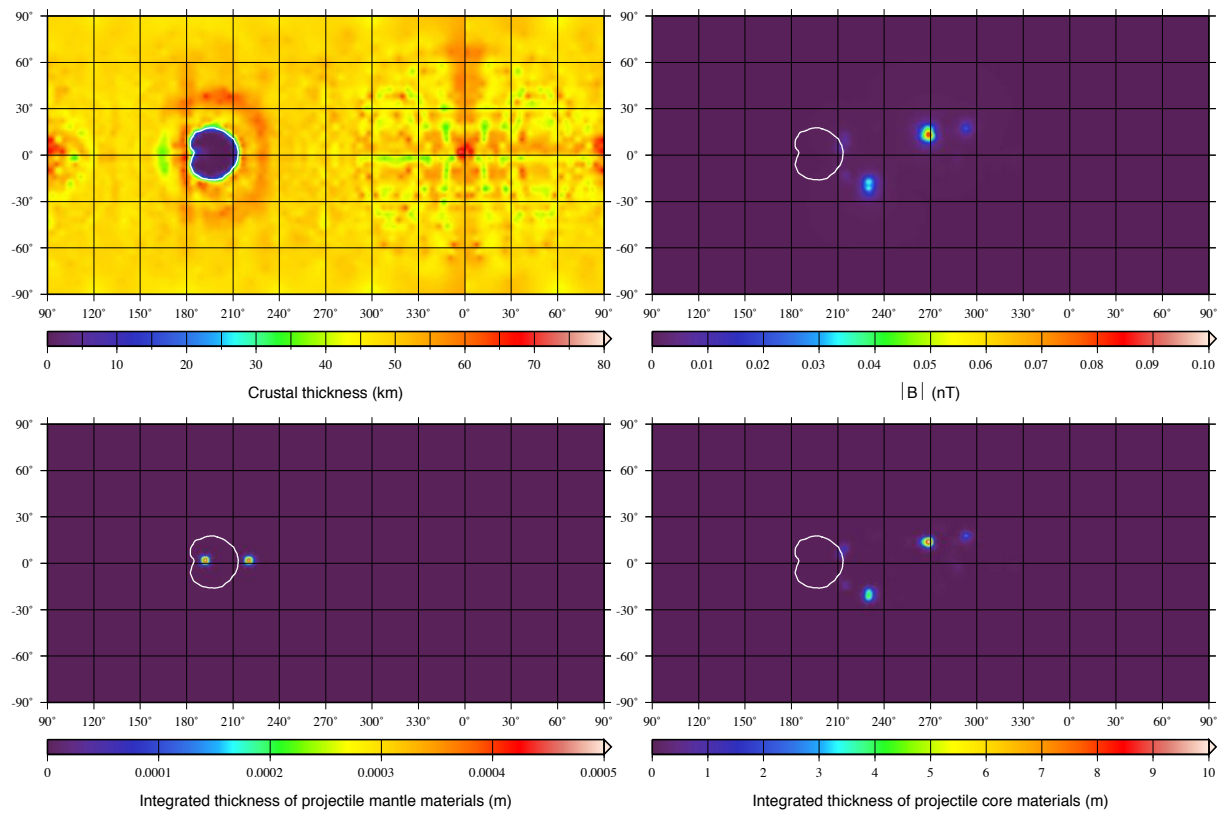 90˚
60˚
30˚
0˚
-30˚
-60˚
-90˚
90˚ 120˚ 150˚ 180˚ 210˚ 240˚ 270˚ 300˚ 330˚ 0˚ 30˚ 60˚ 90˚
0 10 20 30 40 50 60 70 80
Crustal thickness (km)
90˚
60˚
30˚
0˚
-30˚
-60˚
-90˚
90˚ 120˚ 150˚ 180˚ 210˚ 240˚ 270˚ 300˚ 330˚ 0˚ 30˚ 60˚ 90˚
0 0.01 0.02 0.03 0.04 0.05 0.06 0.07 0.08 0.09 0.10
|B| (nT)
90˚
60˚
30˚
0˚
-30˚
-60˚
-90˚
90˚ 120˚ 150˚ 180˚ 210˚ 240˚ 270˚ 300˚ 330˚ 0˚ 30˚ 60˚ 90˚
0 0.0001 0.0002 0.0003 0.0004 0.0005
Integrated thickness of projectile mantle materials (m)
90˚
60˚
30˚
0˚
-30˚
-60˚
-90˚
90˚ 120˚ 150˚ 180˚ 210˚ 240˚ 270˚ 300˚ 330˚ 0˚ 30˚ 60˚ 90˚
0 1 2 3 4 5 6 7 8 9 10
Integrated thickness of projectile core materials (m)